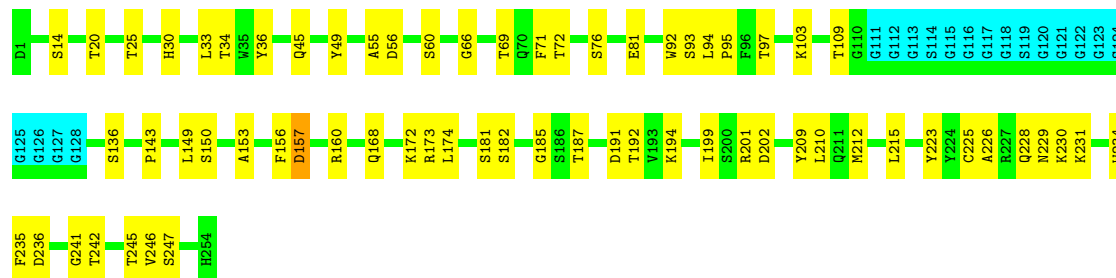 D1 S14 T20 T25 H30 L33 T34 W35 Y36 Q45 Y49 A55 D56 S60 G66 T69 Q70 F71 T72 S76 E81 W92 S93 L94 P95 F96 T97 K103 T109 G110 G111 G112 G113 S114 G115 G116 G117 G118 S119 G120 G121 G122 G123
G125 G126 G127 G128 S136 P143 L149 S150 A153 F156 D157 R160 Q168 K172 R173 L174 S181 S182 G185 S186 T187 D191 T192 V193 K194 I199 S200 R201 D202 Y209 L210 Q211 M212 L215 Y223 Y224 C225 A226 R227 Q228 N229 K230 K231
F235 D236 G241 T242 T245 V246 S247 H254